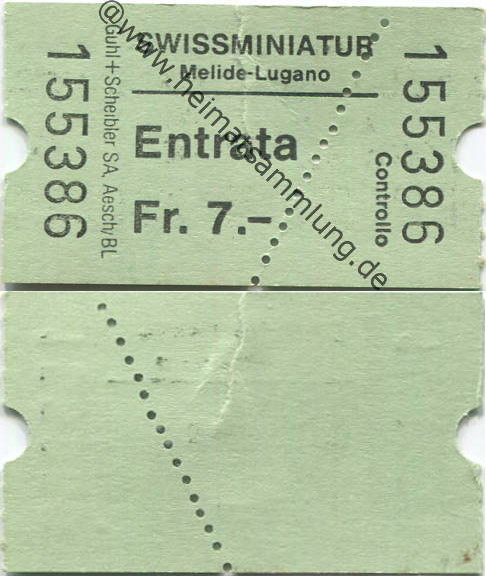 SWISSMINIATUR
Melide-Lugano
Entrata
Fr. 7.-
155386
Guhl+Scheibler SA, Aesch/BL
Controllo
155386
@www.heimatsammlung.de